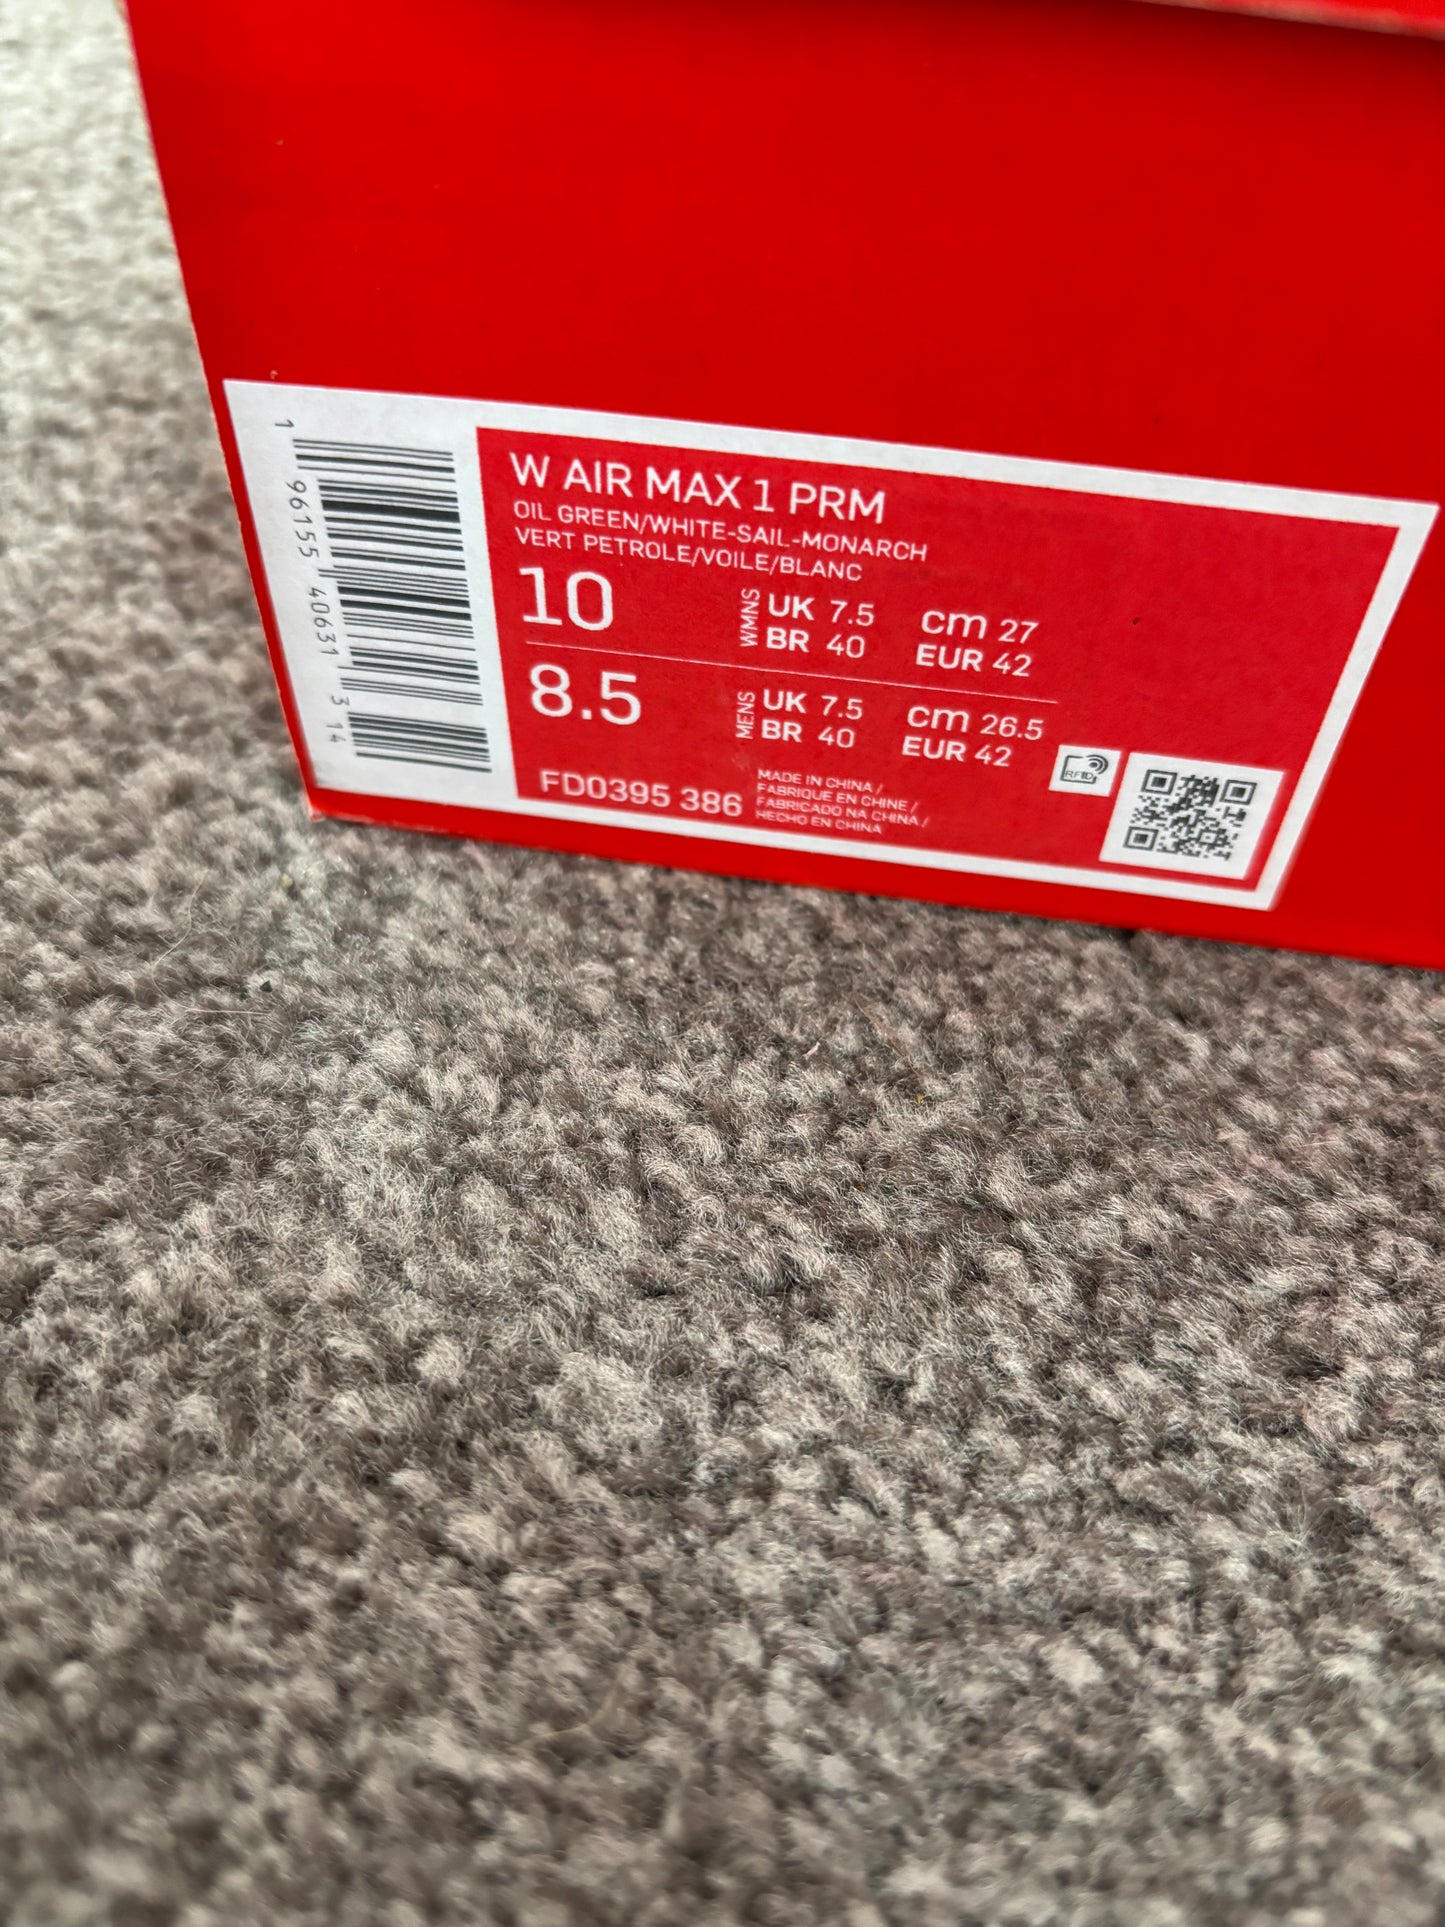 W AIR MAX 1 PRM
OIL GREEN/WHITE-SAIL-MONARCH
VERT PETROLE/VOILE/BLANC
10
WMNS
UK 7.5
cm 27
BR 40
EUR 42
8.5
MENS
UK 7.5
cm 26.5
BR 40
EUR 42
FD0395 386
MADE IN CHINA /
FABRIQUE EN CHINE /
FABRICADO NA CHINA /
HECHO EN CHINA
RFID
1 96155 40631 3 14